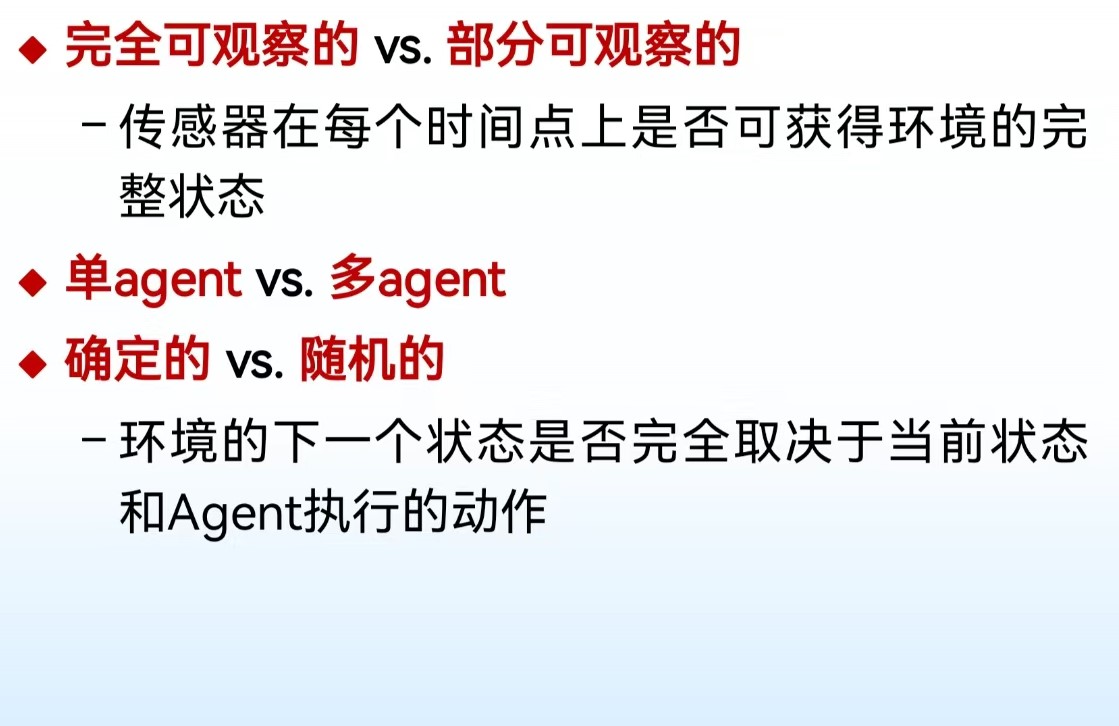 ◆ 完全可观察的 vs. 部分可观察的
– 传感器在每个时间点上是否可获得环境的完
整状态
◆ 单agent vs. 多agent
◆ 确定的 vs. 随机的
– 环境的下一个状态是否完全取决于当前状态
和Agent执行的动作